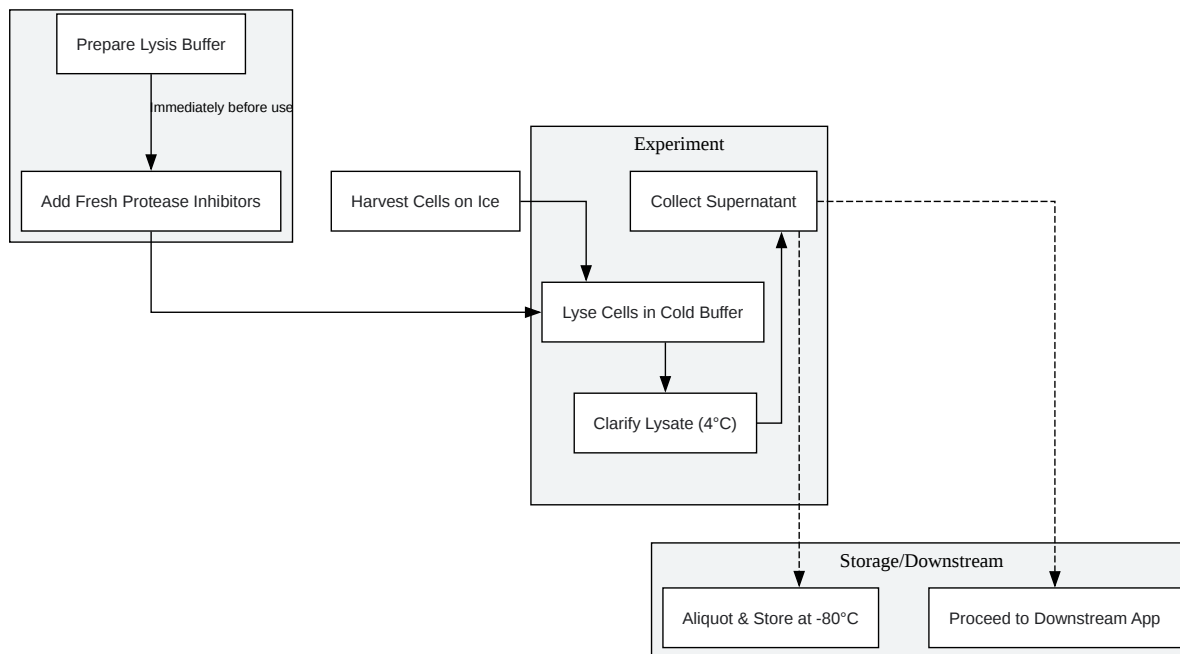 Prepare Lysis Buffer
Immediately before use
Add Fresh Protease Inhibitors
Harvest Cells on Ice
Experiment
Collect Supernatant
Lyse Cells in Cold Buffer
Clarify Lysate (4°C)
Storage/Downstream
Aliquot & Store at -80°C
Proceed to Downstream App